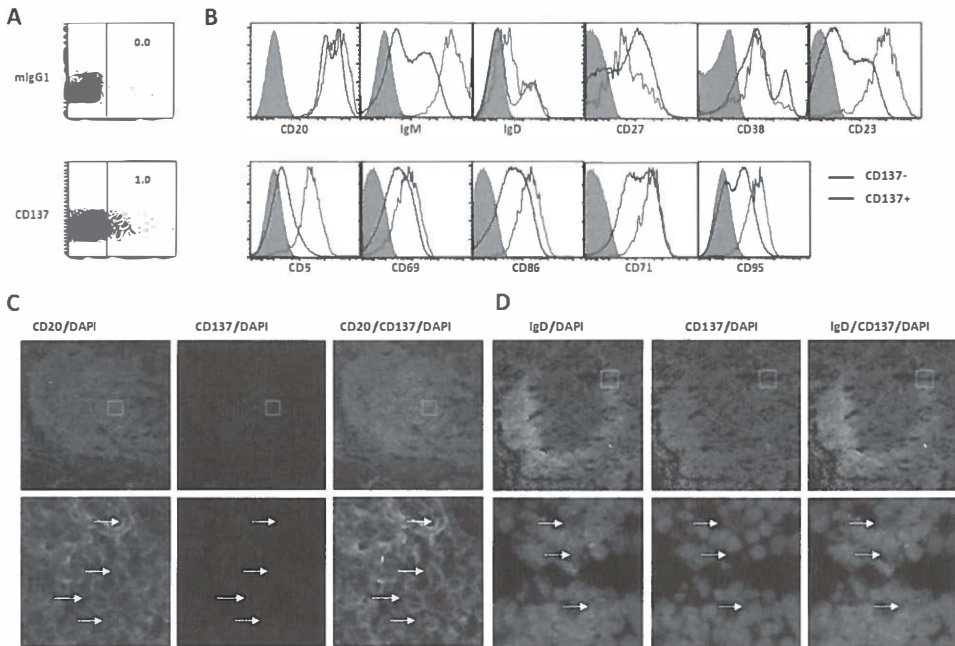 A
mIgG1
0.0
CD137
1.0
B
CD20
IgM
IgD
CD27
CD38
CD23
CD5
CD69
CD86
CD71
CD95
CD137-
CD137+
C
CD20/DAPI
CD137/DAPI
CD20/CD137/DAPI
D
IgD/DAPI
CD137/DAPI
IgD/CD137/DAPI